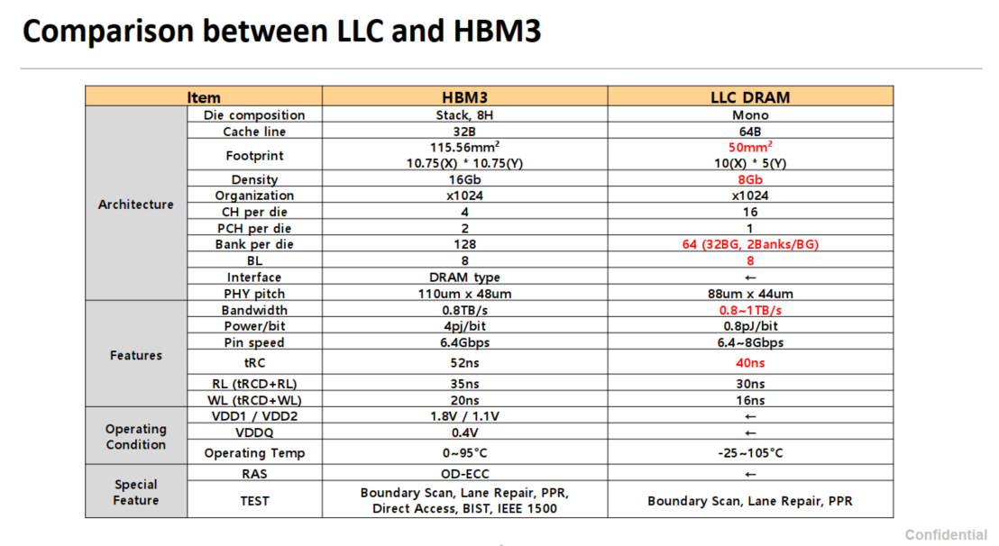 Comparison between LLC and HBM3
Item HBM3 LLC DRAM
Architecture
Die composition Stack, 8H Mono
Cache line 32B 64B
Footprint 115.56mm² 50mm²
10.75(X) * 10.75(Y) 10(X) * 5(Y)
Density 16Gb 8Gb
Organization x1024 x1024
CH per die 4 16
PCH per die 2 1
Bank per die 128 64 (32BG, 2Banks/BG)
BL 8 8
Interface DRAM type ←
PHY pitch 110um x 48um 88um x 44um
Features
Bandwidth 0.8TB/s 0.8~1TB/s
Power/bit 4pj/bit 0.8pJ/bit
Pin speed 6.4Gbps 6.4~8Gbps
tRC 52ns 40ns
RL (tRCD+RL) 35ns 30ns
WL (tRCD+WL) 20ns 16ns
Operating
Condition
VDD1 / VDD2 1.8V / 1.1V ←
VDDQ 0.4V ←
Operating Temp 0~95°C -25~105°C
Special
Feature
RAS OD-ECC ←
TEST Boundary Scan, Lane Repair, PPR, Boundary Scan, Lane Repair, PPR
Direct Access, BIST, IEEE 1500
Confidential